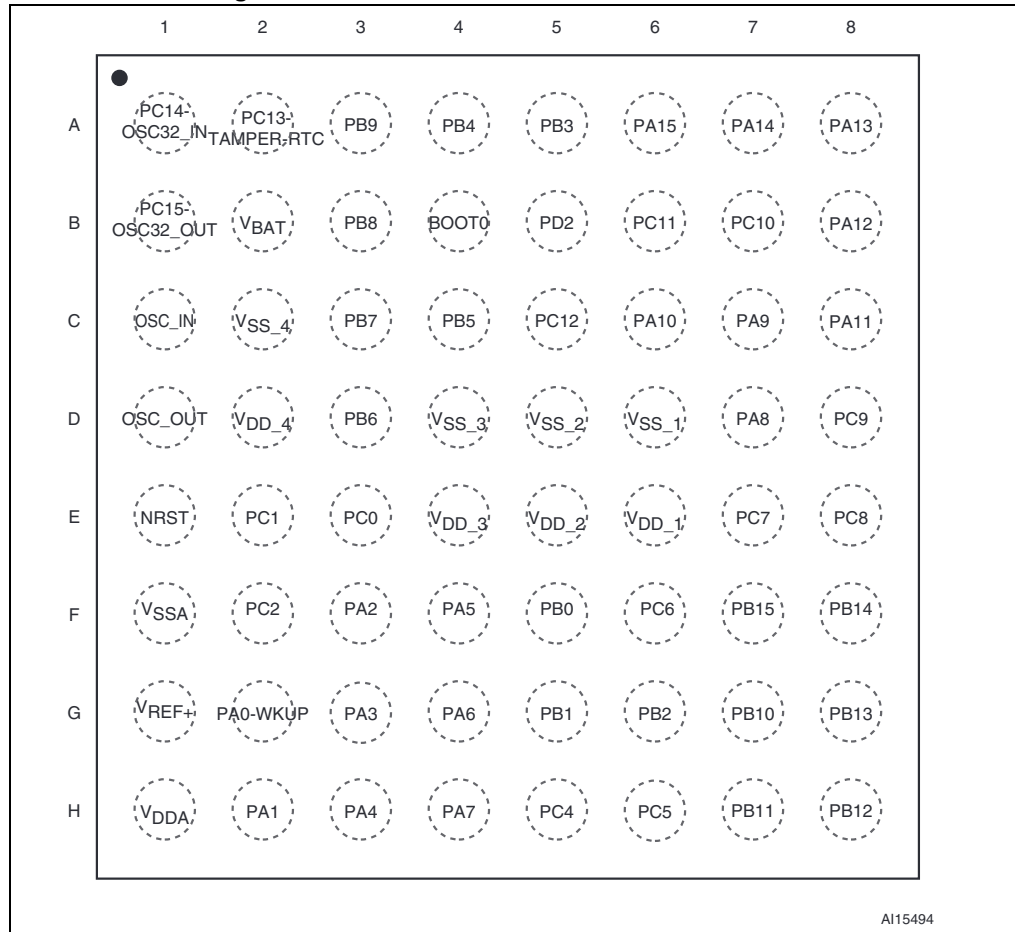 1 2 3 4 5 6 7 8
A PC14-OSC32_IN PC13-TAMPER-RTC PB9 PB4 PB3 PA15 PA14 PA13
B PC15-OSC32_OUT VBAT PB8 BOOT0 PD2 PC11 PC10 PA12
C OSC_IN VSS_4 PB7 PB5 PC12 PA10 PA9 PA11
D OSC_OUT VDD_4 PB6 VSS_3 VSS_2 VSS_1 PA8 PC9
E NRST PC1 PC0 VDD_3 VDD_2 VDD_1 PC7 PC8
F VSSA PC2 PA2 PA5 PB0 PC6 PB15 PB14
G VREF+ PA0-WKUP PA3 PA6 PB1 PB2 PB10 PB13
H VDDA PA1 PA4 PA7 PC4 PC5 PB11 PB12
AI15494